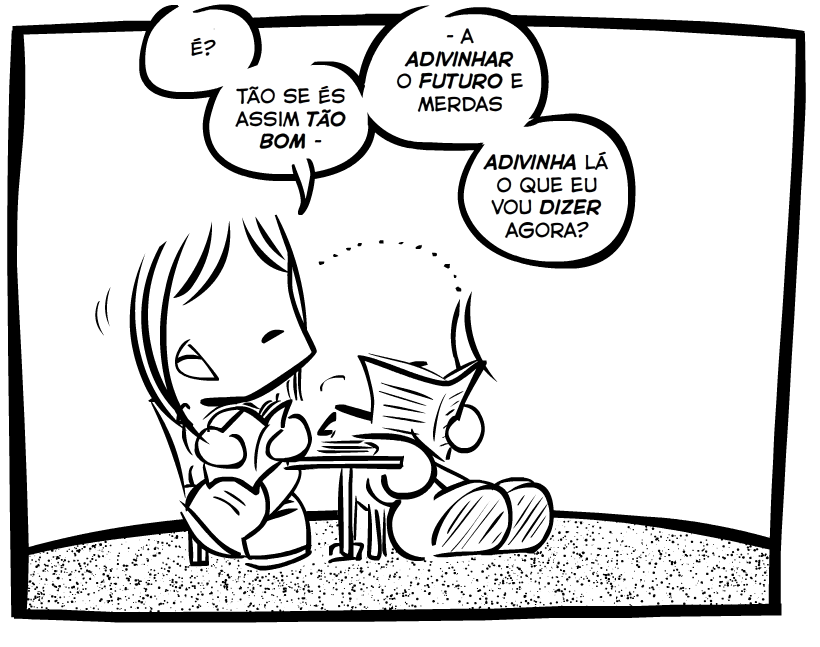 É?
TÃO SE ÉS
ASSIM TÃO
BOM -
- A
ADIVINHAR
O FUTURO E
MERDAS
ADIVINHA LÁ
O QUE EU
VOU DIZER
AGORA?